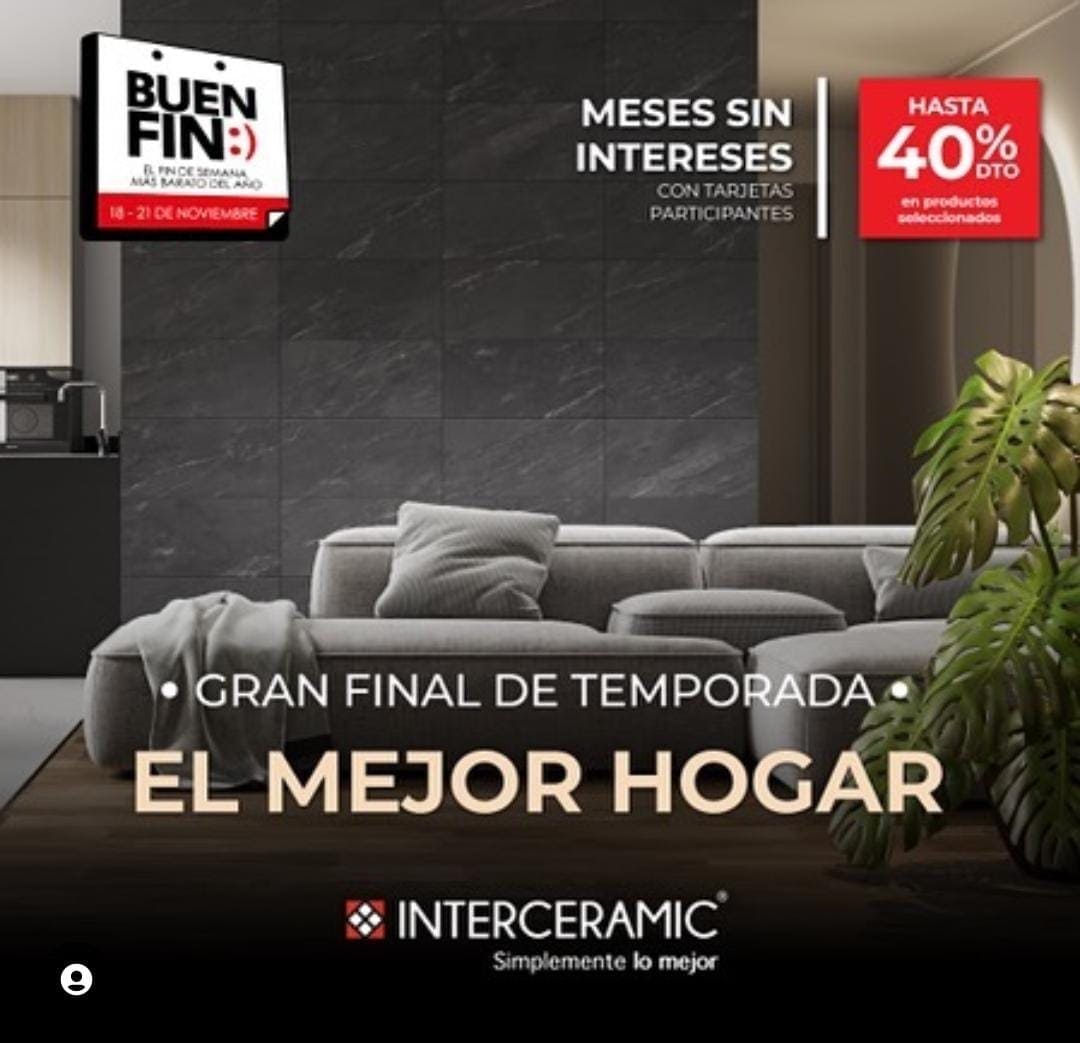 BUEN
FIN:)
EL FIN DE SEMANA
MÁS BARATO DEL AÑO
18 - 21 DE NOVIEMBRE
MESES SIN
INTERESES
CON TARJETAS
PARTICIPANTES
HASTA
40%
DTO
en productos
seleccionados
• GRAN FINAL DE TEMPORADA •
EL MEJOR HOGAR
INTERCERAMIC®
Simplemente lo mejor